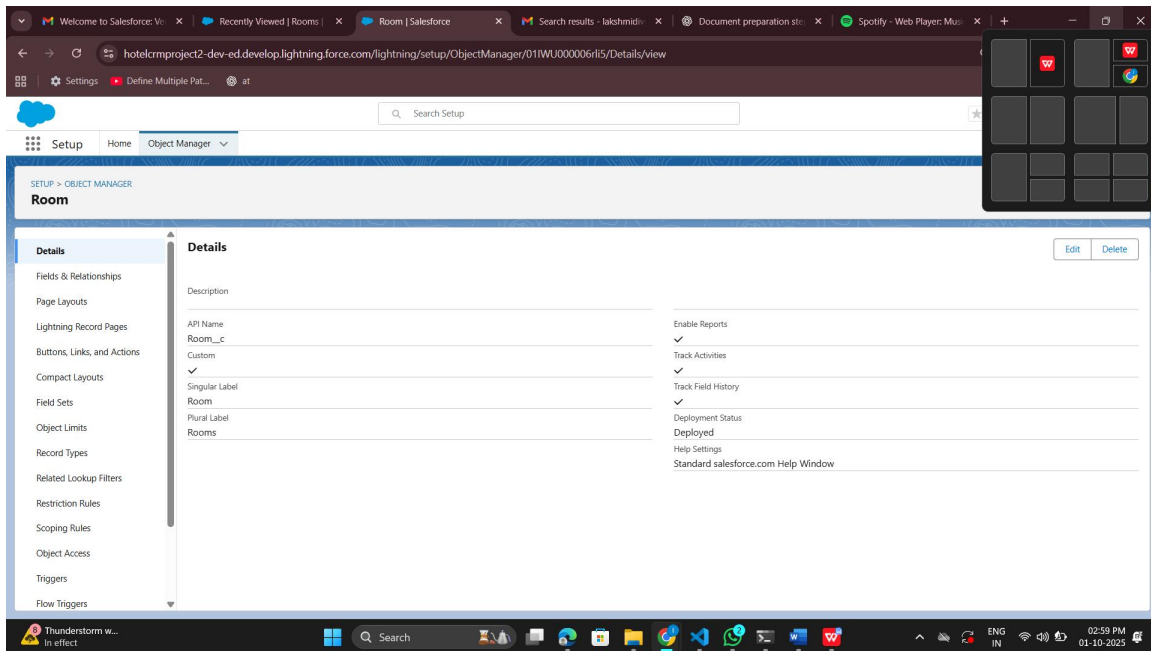 Welcome to Salesforce: Ve
Recently Viewed | Rooms |
Room | Salesforce
Search results - lakshmidiv
Document preparation ste
Spotify - Web Player: Mus
hotelcrmproject2-dev-ed.develop.lightning.force.com/lightning/setup/ObjectManager/01IWU000006rli5/Details/view
Settings
Define Multiple Pat...
at
Search Setup
Setup
Home
Object Manager
SETUP > OBJECT MANAGER
Room
Details
Fields & Relationships
Page Layouts
Lightning Record Pages
Buttons, Links, and Actions
Compact Layouts
Field Sets
Object Limits
Record Types
Related Lookup Filters
Restriction Rules
Scoping Rules
Object Access
Triggers
Flow Triggers
Details
Edit
Delete
Description
API Name
Room__c
Custom
Singular Label
Room
Plural Label
Rooms
Enable Reports
Track Activities
Track Field History
Deployment Status
Deployed
Help Settings
Standard salesforce.com Help Window
8
Thunderstorm w...
In effect
Search
ENG
IN
02:59 PM
01-10-2025